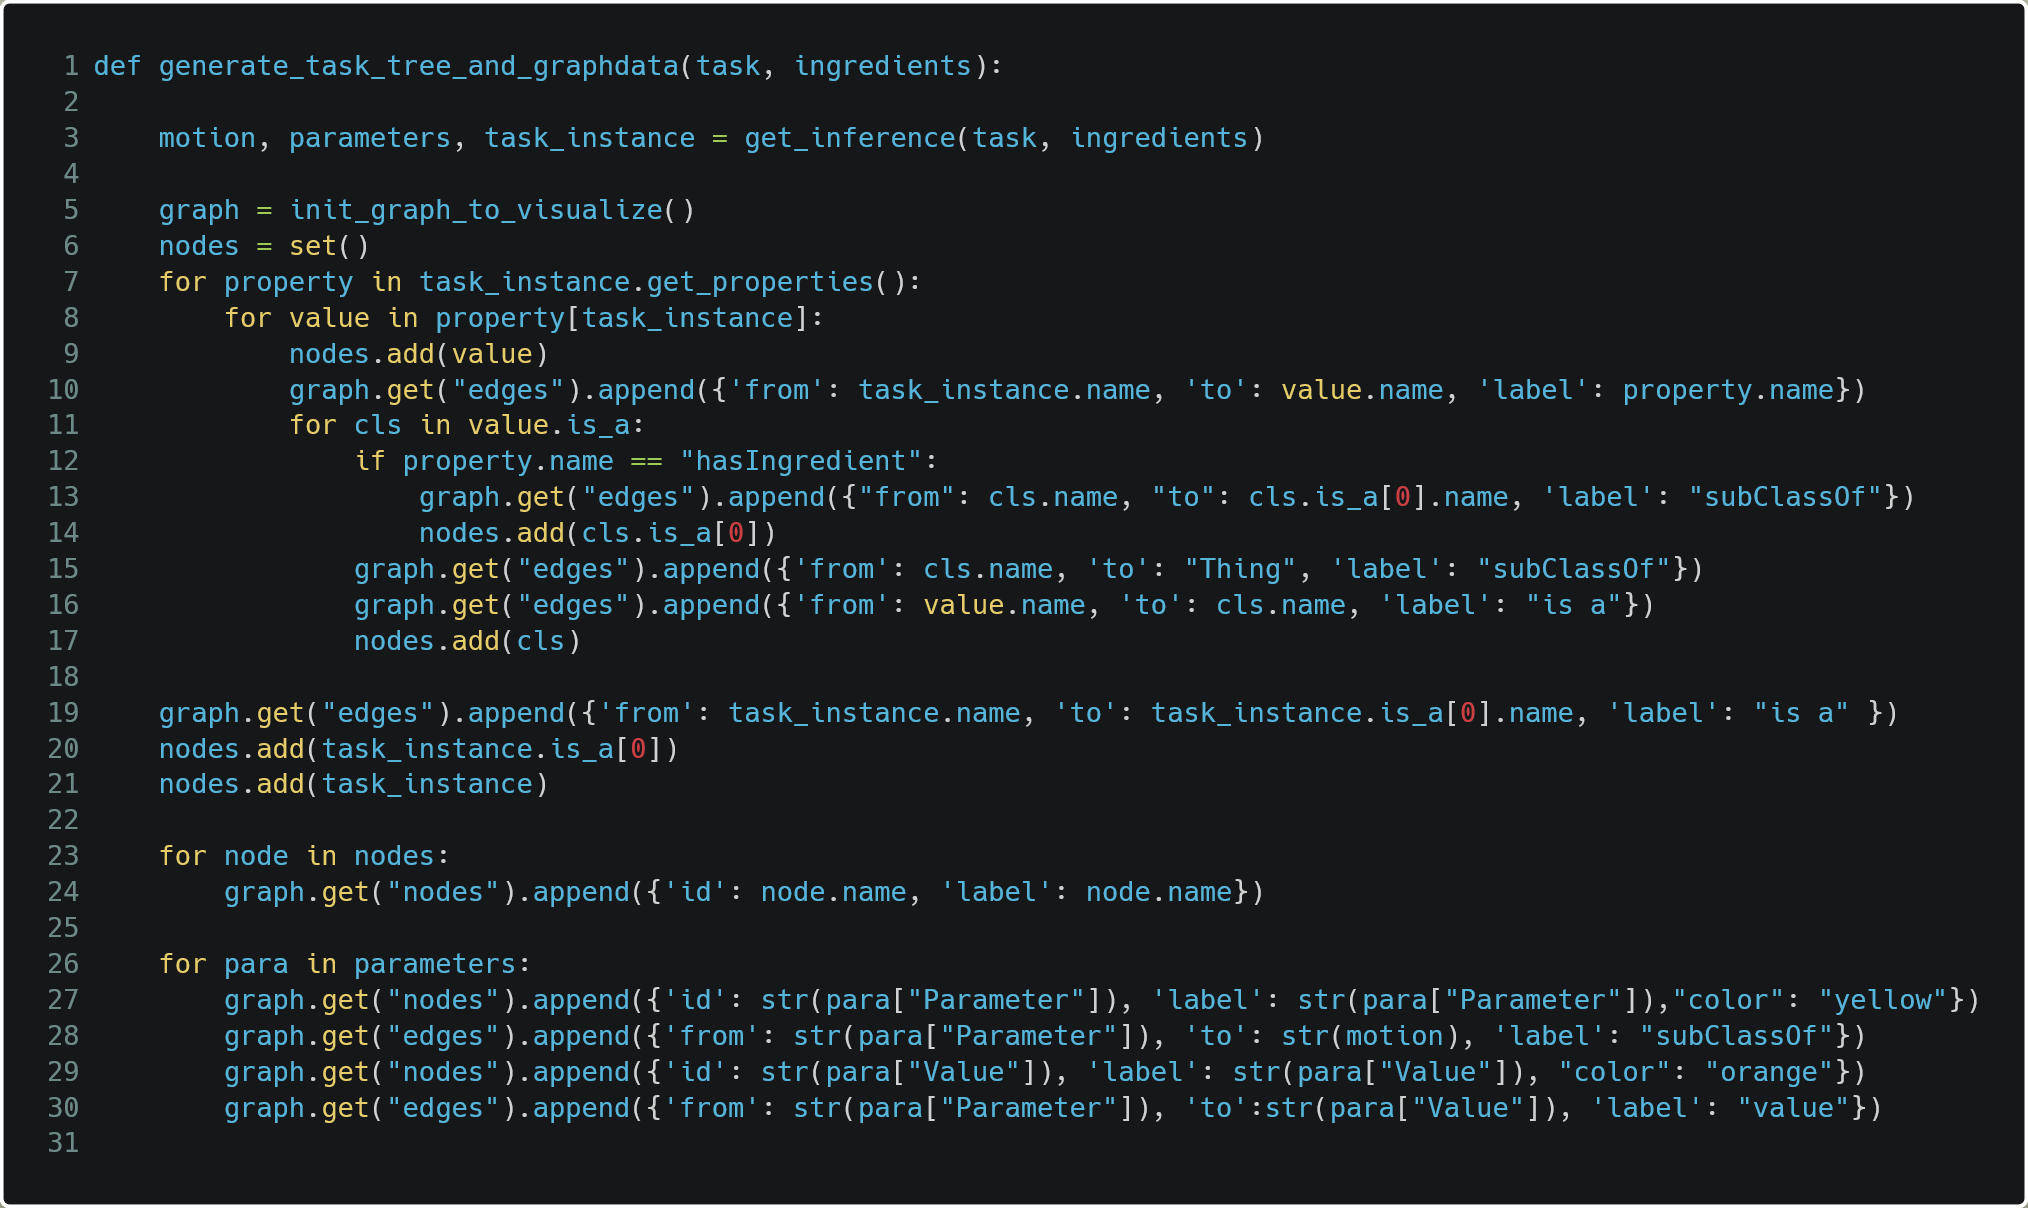 1 def generate_task_tree_and_graphdata(task, ingredients):
2
3     motion, parameters, task_instance = get_inference(task, ingredients)
4
5     graph = init_graph_to_visualize()
6     nodes = set()
7     for property in task_instance.get_properties():
8         for value in property[task_instance]:
9             nodes.add(value)
10             graph.get("edges").append({'from': task_instance.name, 'to': value.name, 'label': property.name})
11             for cls in value.is_a:
12                 if property.name == "hasIngredient":
13                     graph.get("edges").append({"from": cls.name, "to": cls.is_a[0].name, 'label': "subClassOf"})
14                     nodes.add(cls.is_a[0])
15                 graph.get("edges").append({'from': cls.name, 'to': "Thing", 'label': "subClassOf"})
16                 graph.get("edges").append({'from': value.name, 'to': cls.name, 'label': "is a"})
17                 nodes.add(cls)
18
19     graph.get("edges").append({'from': task_instance.name, 'to': task_instance.is_a[0].name, 'label': "is a" })
20     nodes.add(task_instance.is_a[0])
21     nodes.add(task_instance)
22
23     for node in nodes:
24         graph.get("nodes").append({'id': node.name, 'label': node.name})
25
26     for para in parameters:
27         graph.get("nodes").append({'id': str(para["Parameter"]), 'label': str(para["Parameter"]),"color": "yellow"})
28         graph.get("edges").append({'from': str(para["Parameter"]), 'to': str(motion), 'label': "subClassOf"})
29         graph.get("nodes").append({'id': str(para["Value"]), 'label': str(para["Value"]), "color": "orange"})
30         graph.get("edges").append({'from': str(para["Parameter"]), 'to':str(para["Value"]), 'label': "value"})
31